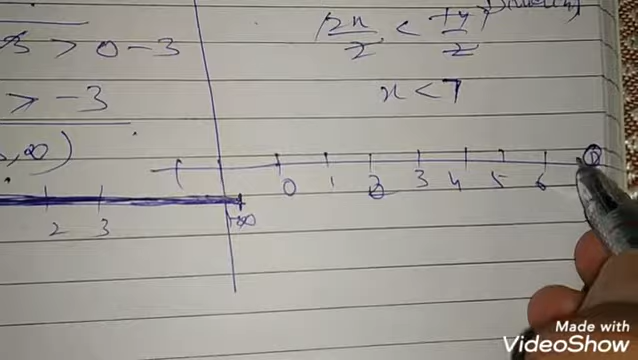 3 > 0 - 3
> -3
, ∞)
2 3 +∞
2x/2 < 14/2
x < 7
0 1 2 3 4 5 6
Made with
VideoShow